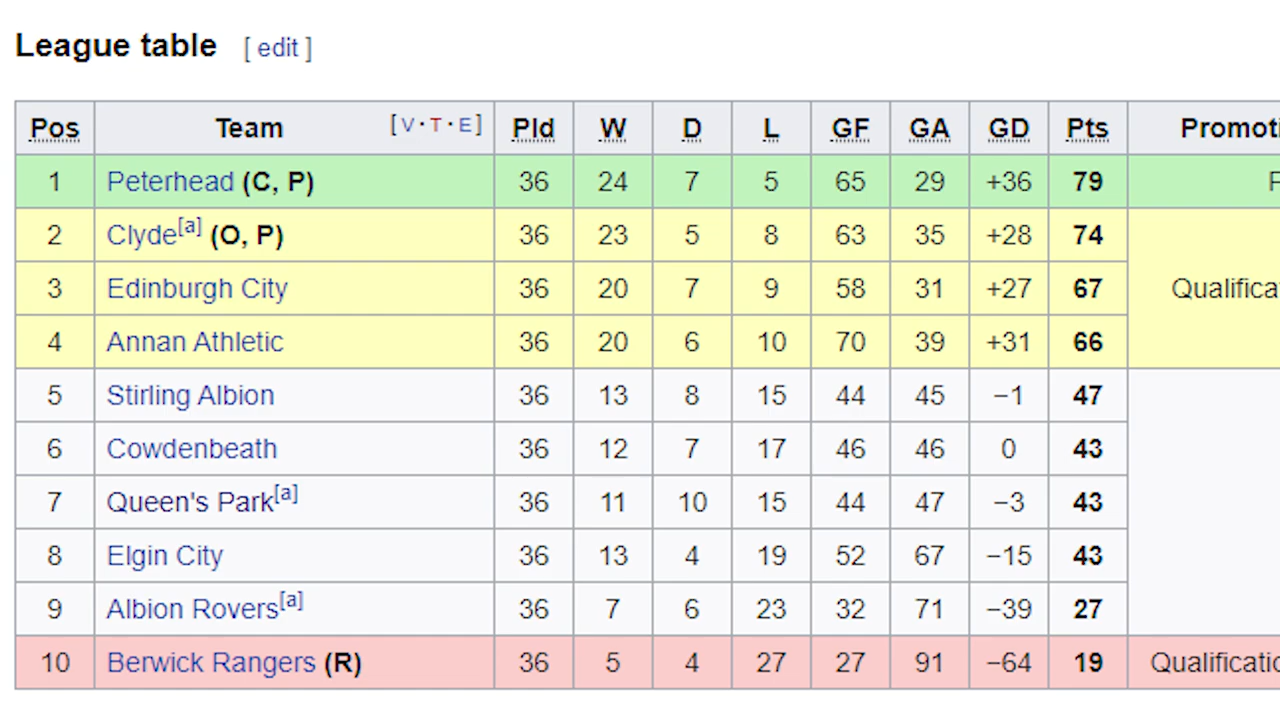 League table [ edit ]
Pos Team [V·T·E] Pld W D L GF GA GD Pts Promoti
1 Peterhead (C, P) 36 24 7 5 65 29 +36 79 F
2 Clyde[a] (O, P) 36 23 5 8 63 35 +28 74
3 Edinburgh City 36 20 7 9 58 31 +27 67 Qualifica
4 Annan Athletic 36 20 6 10 70 39 +31 66
5 Stirling Albion 36 13 8 15 44 45 −1 47
6 Cowdenbeath 36 12 7 17 46 46 0 43
7 Queen's Park[a] 36 11 10 15 44 47 −3 43
8 Elgin City 36 13 4 19 52 67 −15 43
9 Albion Rovers[a] 36 7 6 23 32 71 −39 27
10 Berwick Rangers (R) 36 5 4 27 27 91 −64 19 Qualificatio